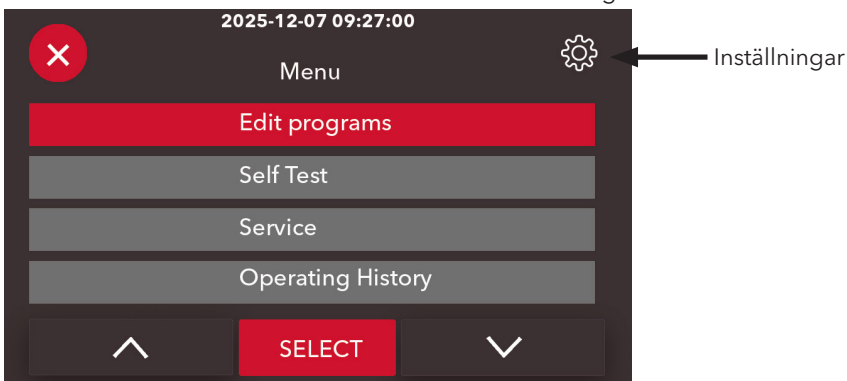 2025-12-07 09:27:00
Menu
Inställningar
Edit programs
Self Test
Service
Operating History
SELECT